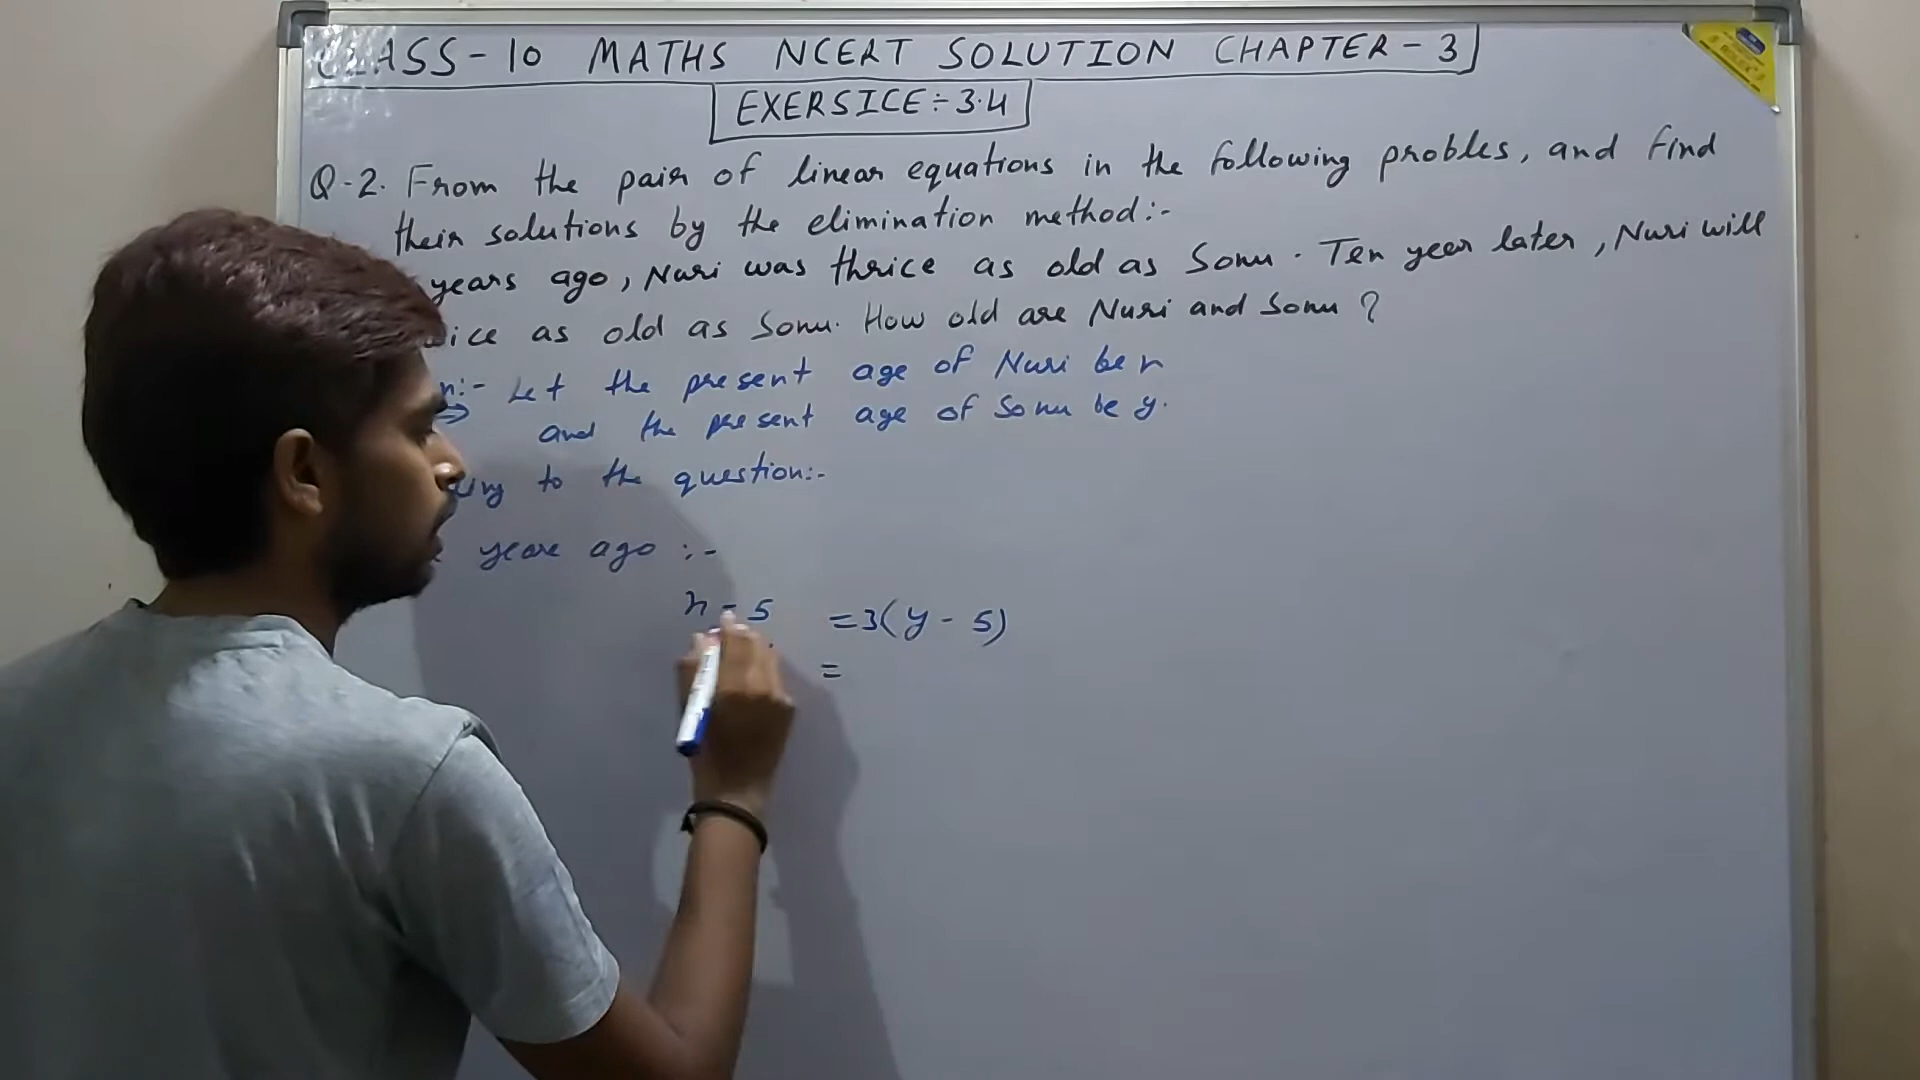 CLASS-10 MATHS NCERT SOLUTION CHAPTER-3
EXERSICE÷3.4
Q-2. From the pair of linear equations in the following probles, and find
their solutions by the elimination method:-
years ago, Nuri was thrice as old as Sonu. Ten year later, Nuri will
ice as old as Sonu. How old are Nuri and Sonu?
n:- Let the present age of Nuri be x
⇒ and the present age of Sonu be y.
ing to the question:-
years ago :-
x-5 =3(y-5)
=